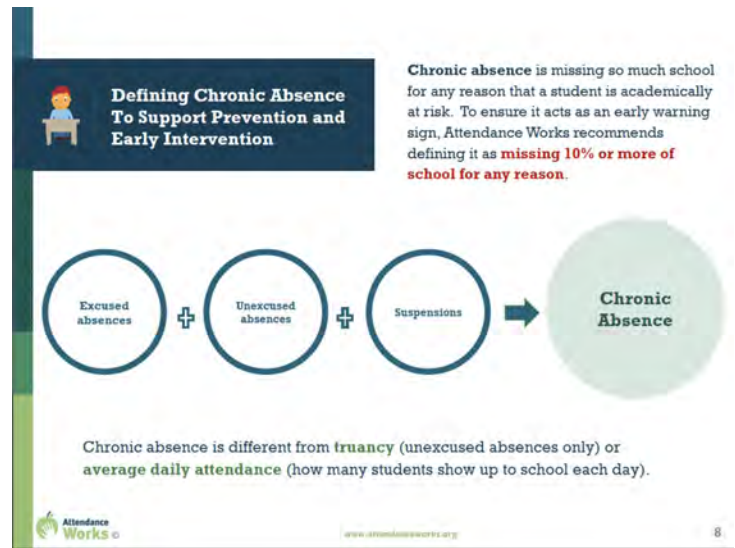 Defining Chronic Absence
To Support Prevention and
Early Intervention
Chronic absence is missing so much school
for any reason that a student is academically
at risk. To ensure it acts as an early warning
sign, Attendance Works recommends
defining it as missing 10% or more of
school for any reason.
Excused
absences
Unexcused
absences
Suspensions
Chronic
Absence
Chronic absence is different from truancy (unexcused absences only) or
average daily attendance (how many students show up to school each day).
Attendance
Works ©
www.attendanceworks.org
8